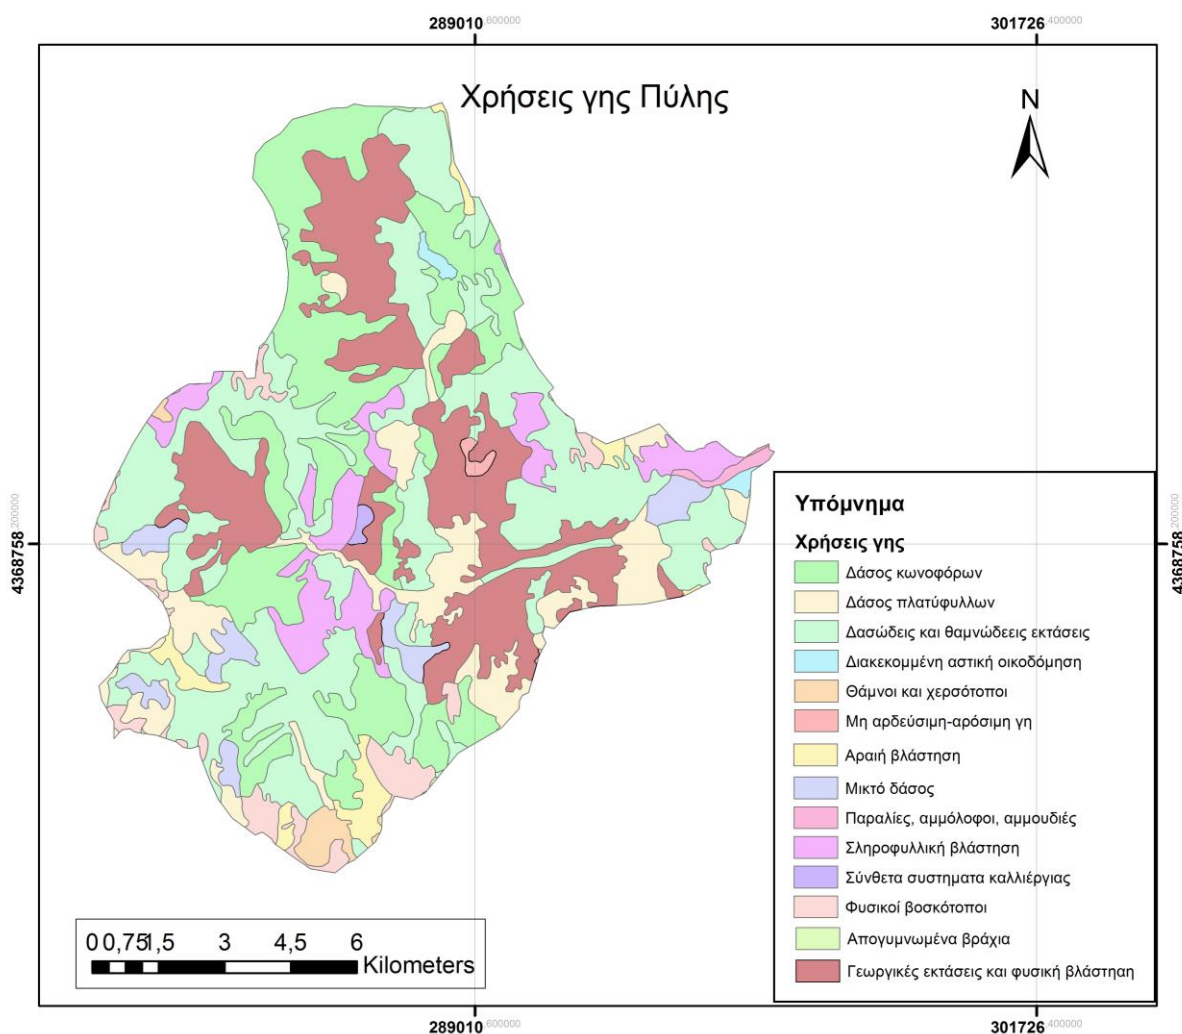 289010,600000 301726,400000
Χρήσεις γης Πύλης
N
4368758,200000
4368758,200000
Υπόμνημα
Χρήσεις γης
Δάσος κωνοφόρων
Δάσος πλατύφυλλων
Δασώδεις και θαμνώδεεις εκτάσεις
Διακεκομμένη αστική οικοδόμηση
Θάμνοι και χερσότοποι
Μη αρδεύσιμη-αρόσιμη γη
Αραιή βλάστηση
Μικτό δάσος
Παραλίες, αμμόλοφοι, αμμουδιές
Σληροφυλλική βλάστηση
Σύνθετα συστηματα καλλιέργιας
Φυσικοί βοσκότοποι
Απογυμνωμένα βράχια
Γεωργικές εκτάσεις και φυσική βλάστηαη
0 0,75 1,5 3 4,5 6
Kilometers
289010,600000 301726,400000